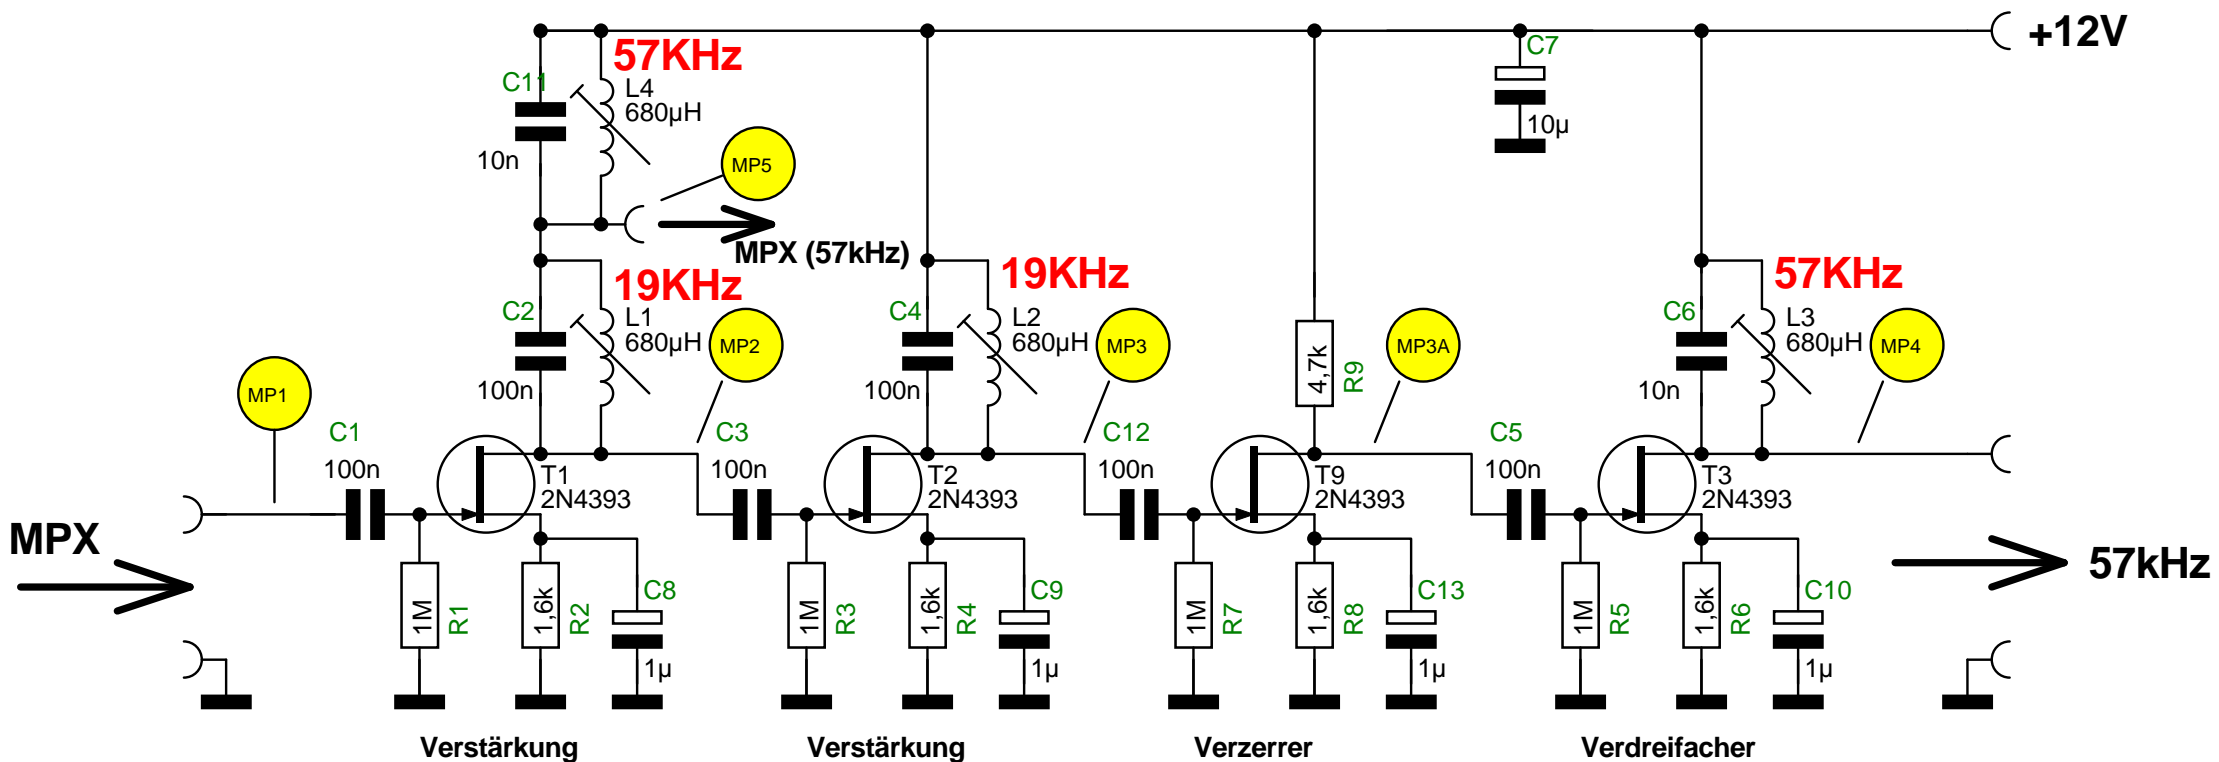 +12V
57KHz
C11
L4
680µH
10n
MP5
MPX (57kHz)
C7
10µ
19KHz
C2
L1
680µH
100n
MP2
19KHz
C4
L2
680µH
100n
MP3
4,7k
R9
MP3A
57KHz
C6
L3
680µH
10n
MP4
MP1
C1
100n
T1
2N4393
C3
100n
T2
2N4393
C12
100n
T9
2N4393
C5
100n
T3
2N4393
MPX
1M
R1
1,6k
R2
C8
1µ
1M
R3
1,6k
R4
C9
1µ
1M
R7
1,6k
R8
C13
1µ
1M
R5
1,6k
R6
C10
1µ
57kHz
Verstärkung
Verstärkung
Verzerrer
Verdreifacher